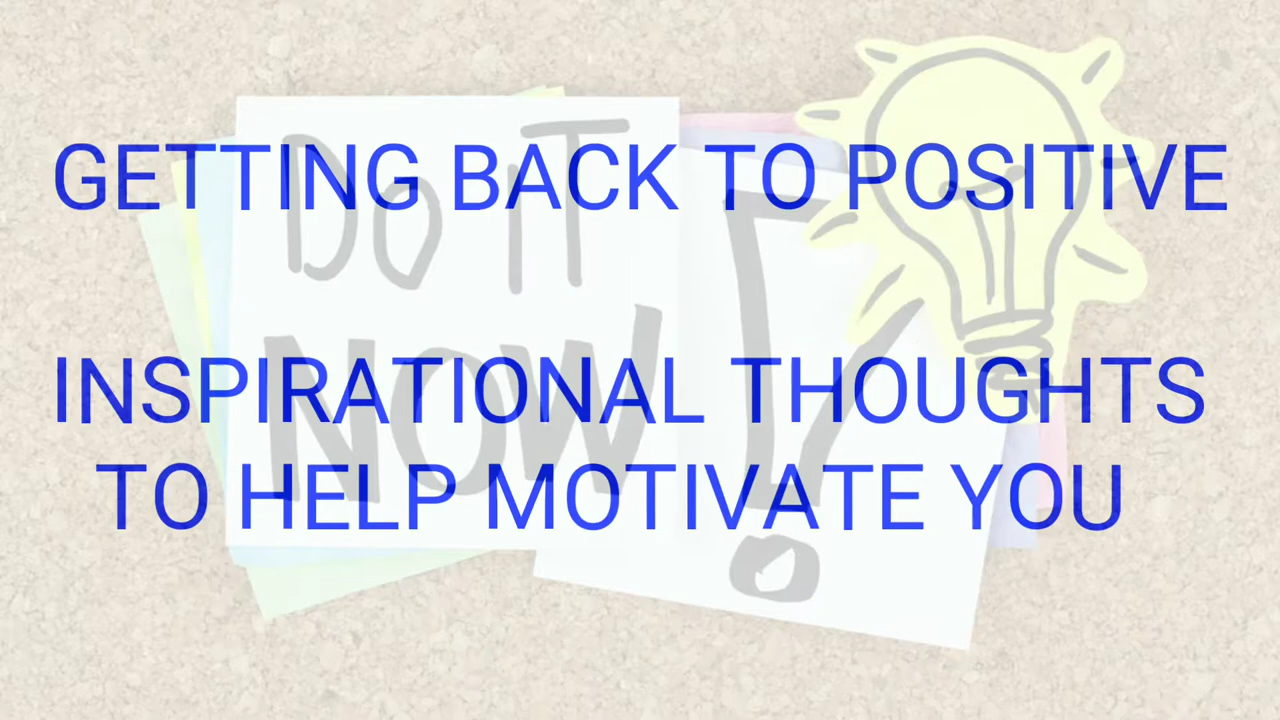 GETTING BACK TO POSITIVE
INSPIRATIONAL THOUGHTS
TO HELP MOTIVATE YOU
DO IT
NOW!